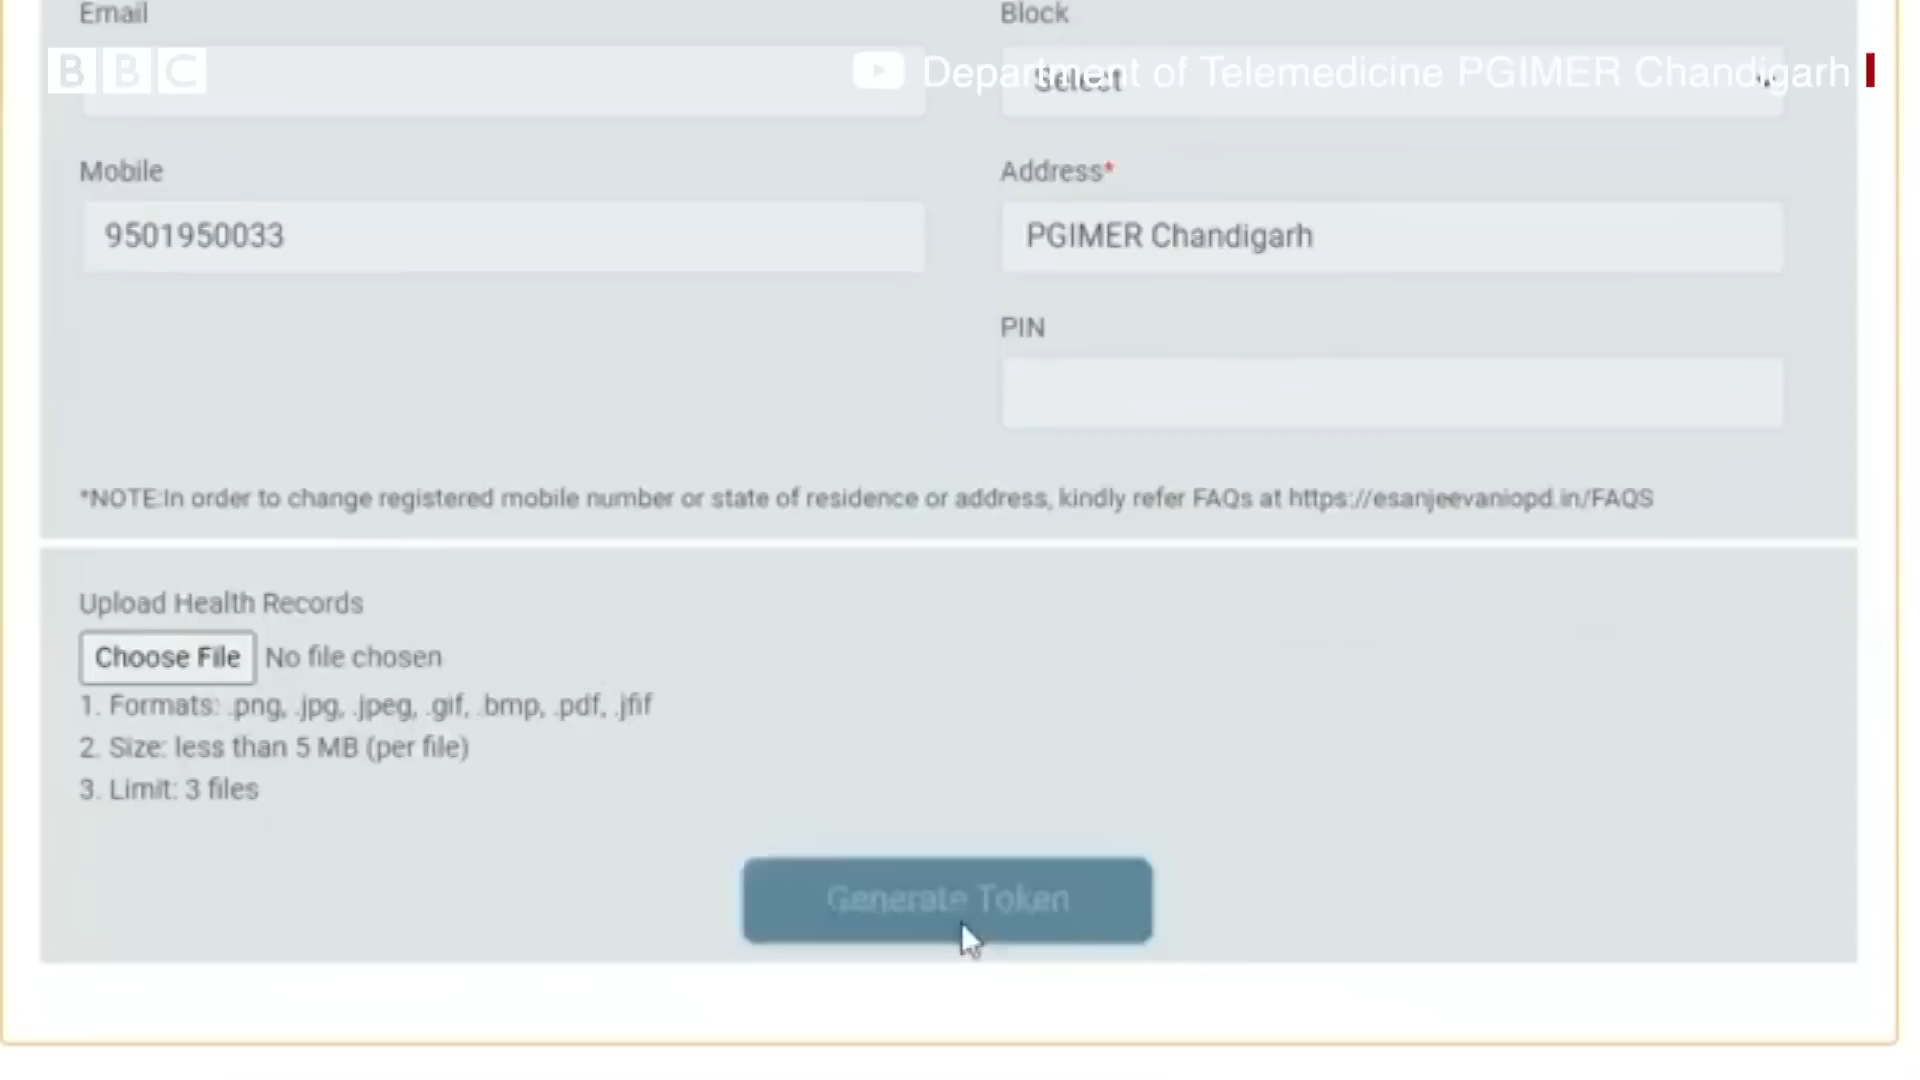 Email
Block
BBC
Department of Telemedicine PGIMER Chandigarh
Select
Mobile
Address*
9501950033
PGIMER Chandigarh
PIN
*NOTE:In order to change registered mobile number or state of residence or address, kindly refer FAQs at https://esanjeevaniopd.in/FAQS
Upload Health Records
Choose File No file chosen
1. Formats: .png, .jpg, .jpeg, .gif, .bmp, .pdf, .jfif
2. Size: less than 5 MB (per file)
3. Limit: 3 files
Generate Token